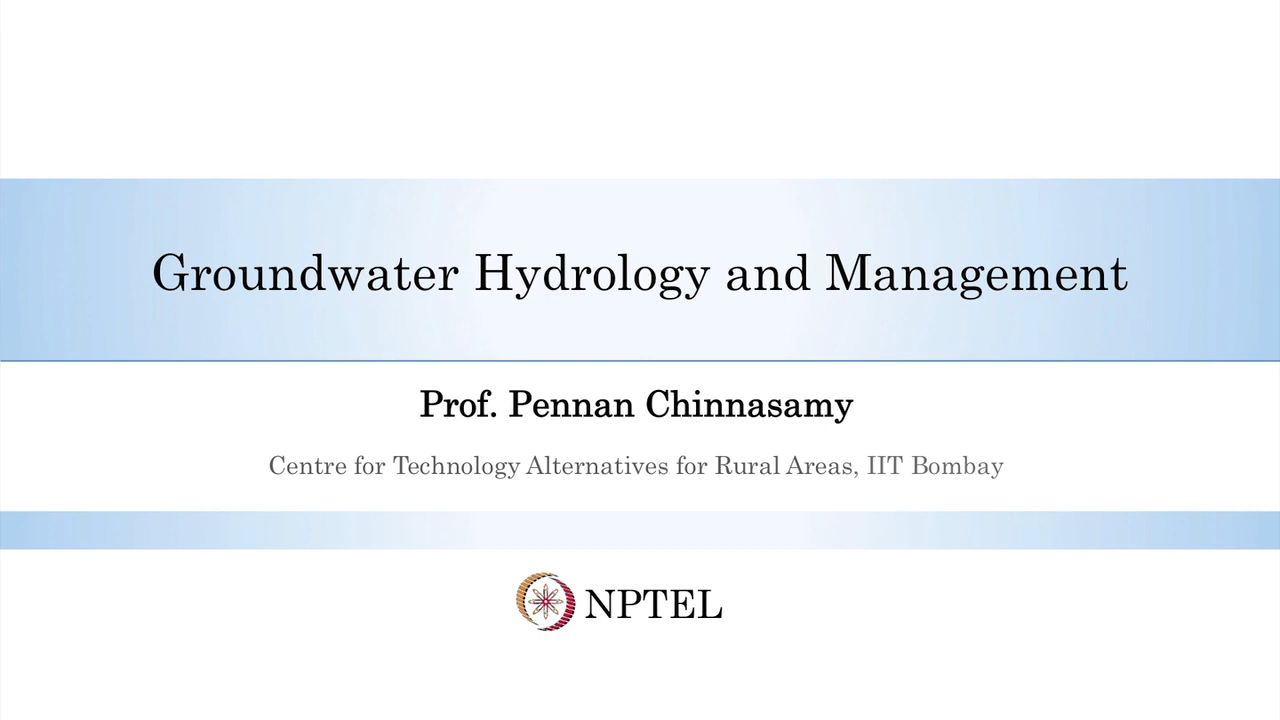 Groundwater Hydrology and Management
Prof. Pennan Chinnasamy
Centre for Technology Alternatives for Rural Areas, IIT Bombay
NPTEL